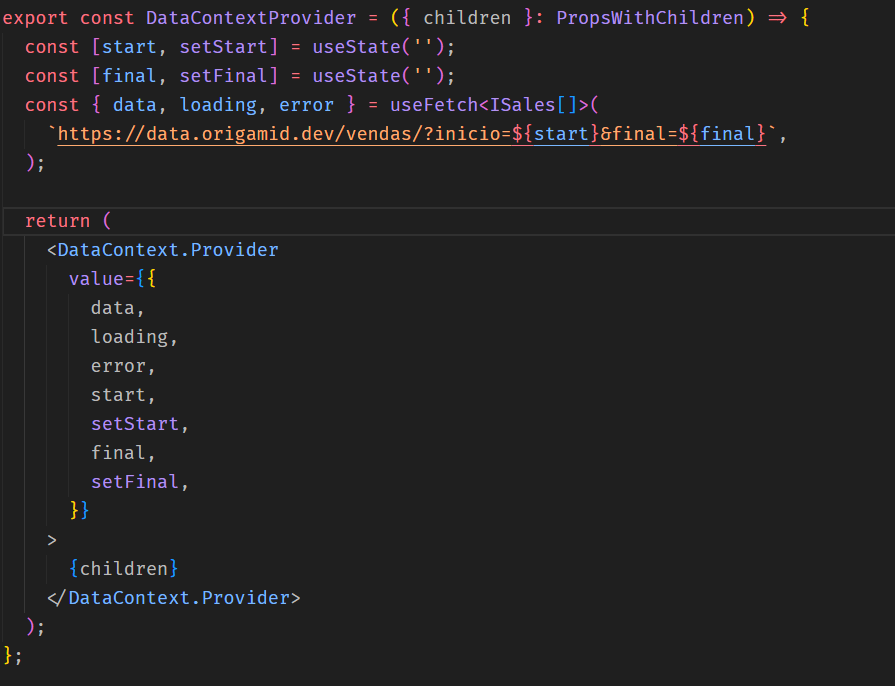 export const DataContextProvider = ({ children }: PropsWithChildren) => {
  const [start, setStart] = useState('');
  const [final, setFinal] = useState('');
  const { data, loading, error } = useFetch<ISales[]>(
    `https://data.origamid.dev/vendas/?inicio=${start}&final=${final}`,
  );

  return (
    <DataContext.Provider
      value={{
        data,
        loading,
        error,
        start,
        setStart,
        final,
        setFinal,
      }}
    >
      {children}
    </DataContext.Provider>
  );
};